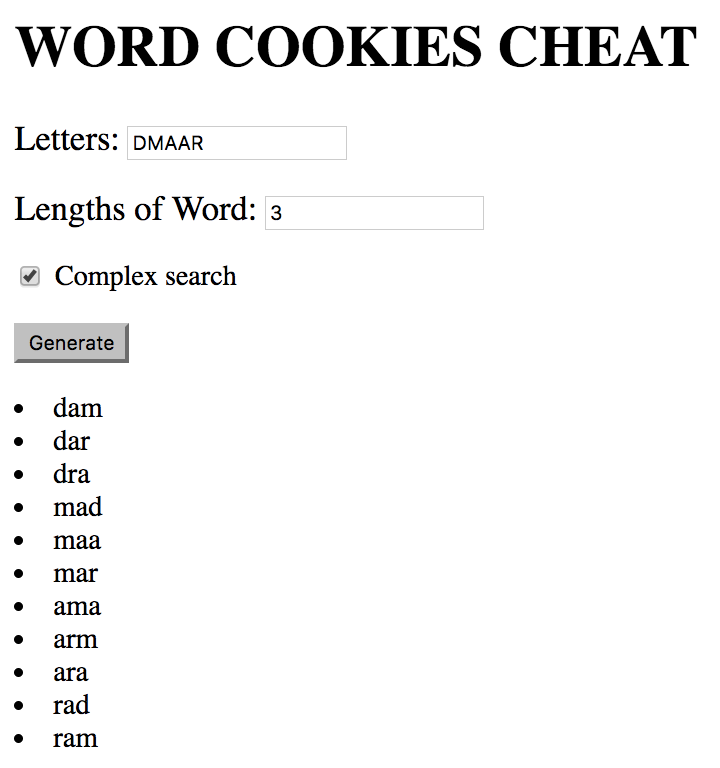 WORD COOKIES CHEAT
Letters: DMAAR
Lengths of Word: 3
Complex search
Generate
dam
dar
dra
mad
maa
mar
ama
arm
ara
rad
ram